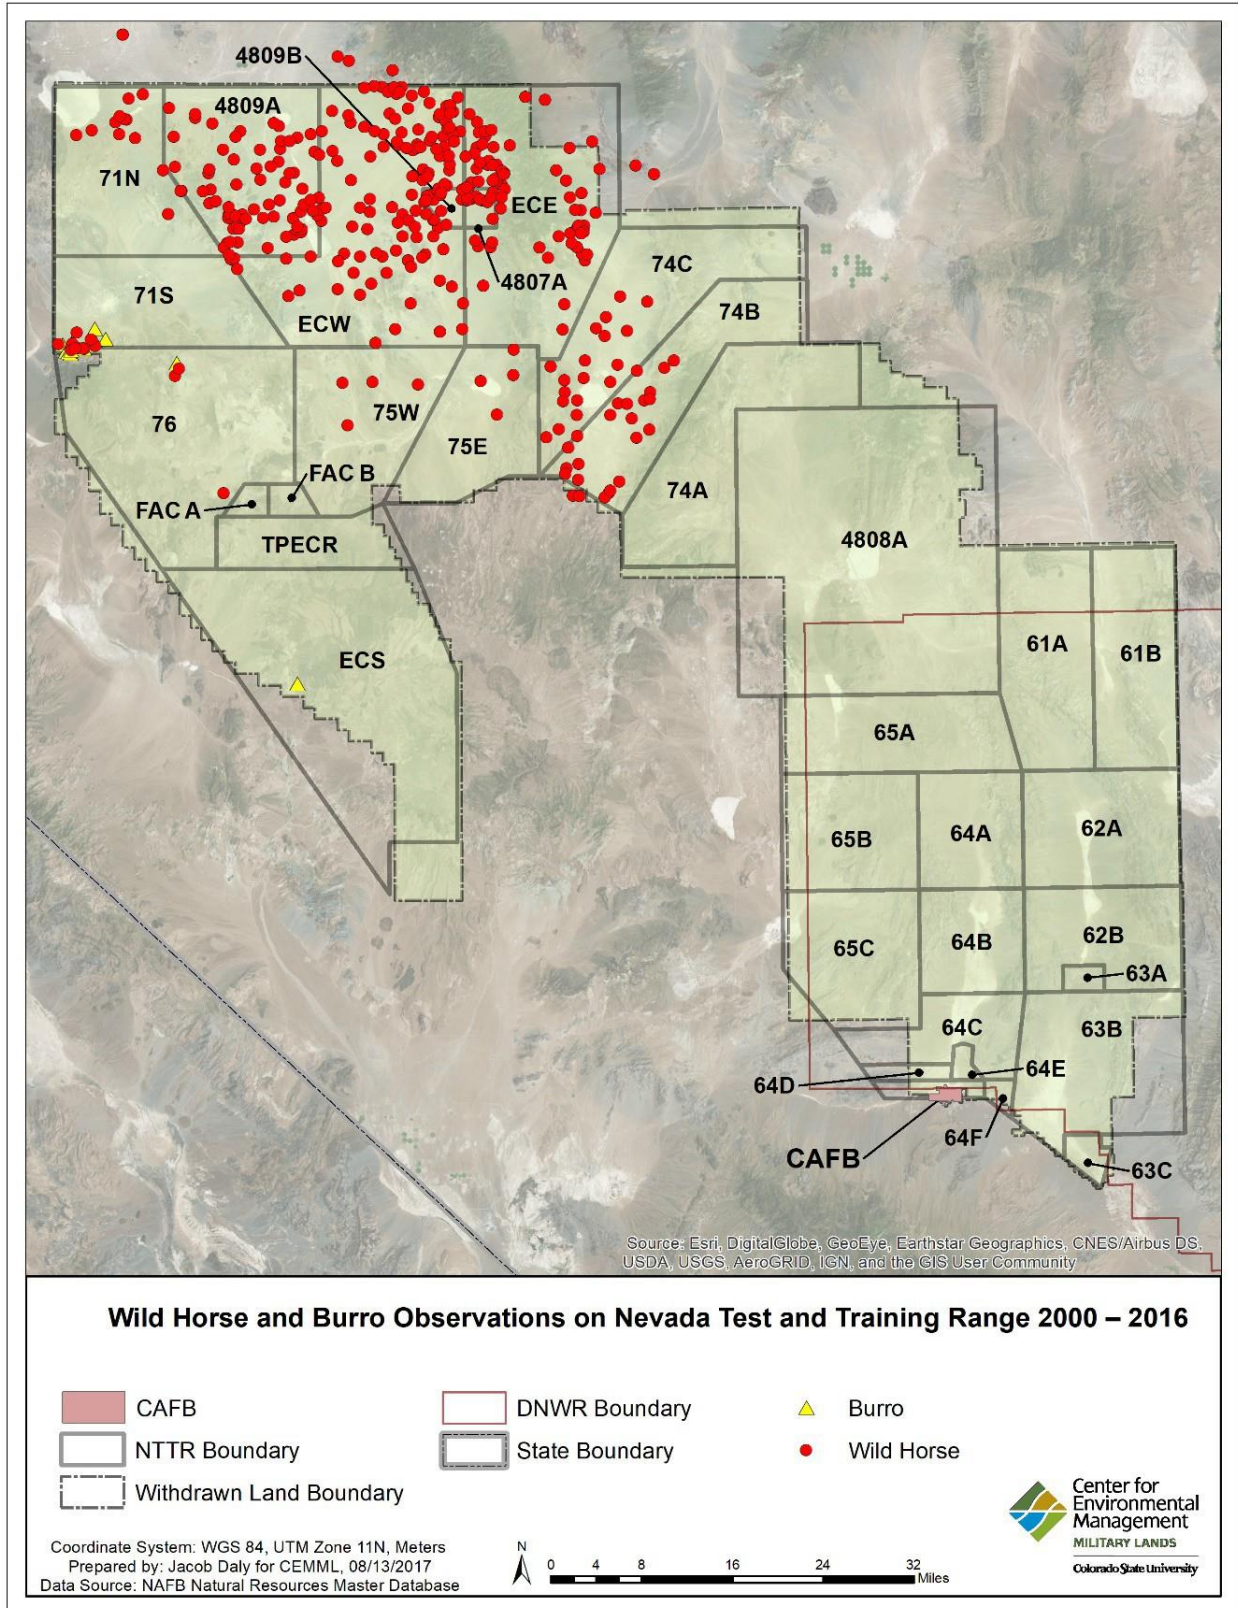 4809B
4809A
71N
ECE
4807A
74C
71S
74B
ECW
76
75W
75E
FAC B
FAC A
74A
TPECR
4808A
61A
61B
ECS
65A
65B
64A
62A
65C
64B
62B
63A
64C
63B
64D
64E
64F
CAFB
63C
Source: Esri, DigitalGlobe, GeoEye, Earthstar Geographics, CNES/Airbus DS,
USDA, USGS, AeroGRID, IGN, and the GIS User Community
Wild Horse and Burro Observations on Nevada Test and Training Range 2000 – 2016
CAFB
NTTR Boundary
Withdrawn Land Boundary
DNWR Boundary
State Boundary
Burro
Wild Horse
Coordinate System: WGS 84, UTM Zone 11N, Meters
Prepared by: Jacob Daly for CEMML, 08/13/2017
Data Source: NAFB Natural Resources Master Database
N
0 4 8 16 24 32
Miles
Center for
Environmental
Management
MILITARY LANDS
Colorado State University